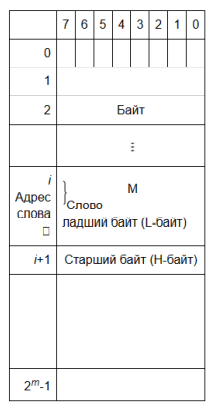 7 6 5 4 3 2 1 0
0
1
2 Байт
⋮
i
Адрес
слова
М
Слово
ладший байт (L-байт)
i+1 Старший байт (H-байт)
2^m-1